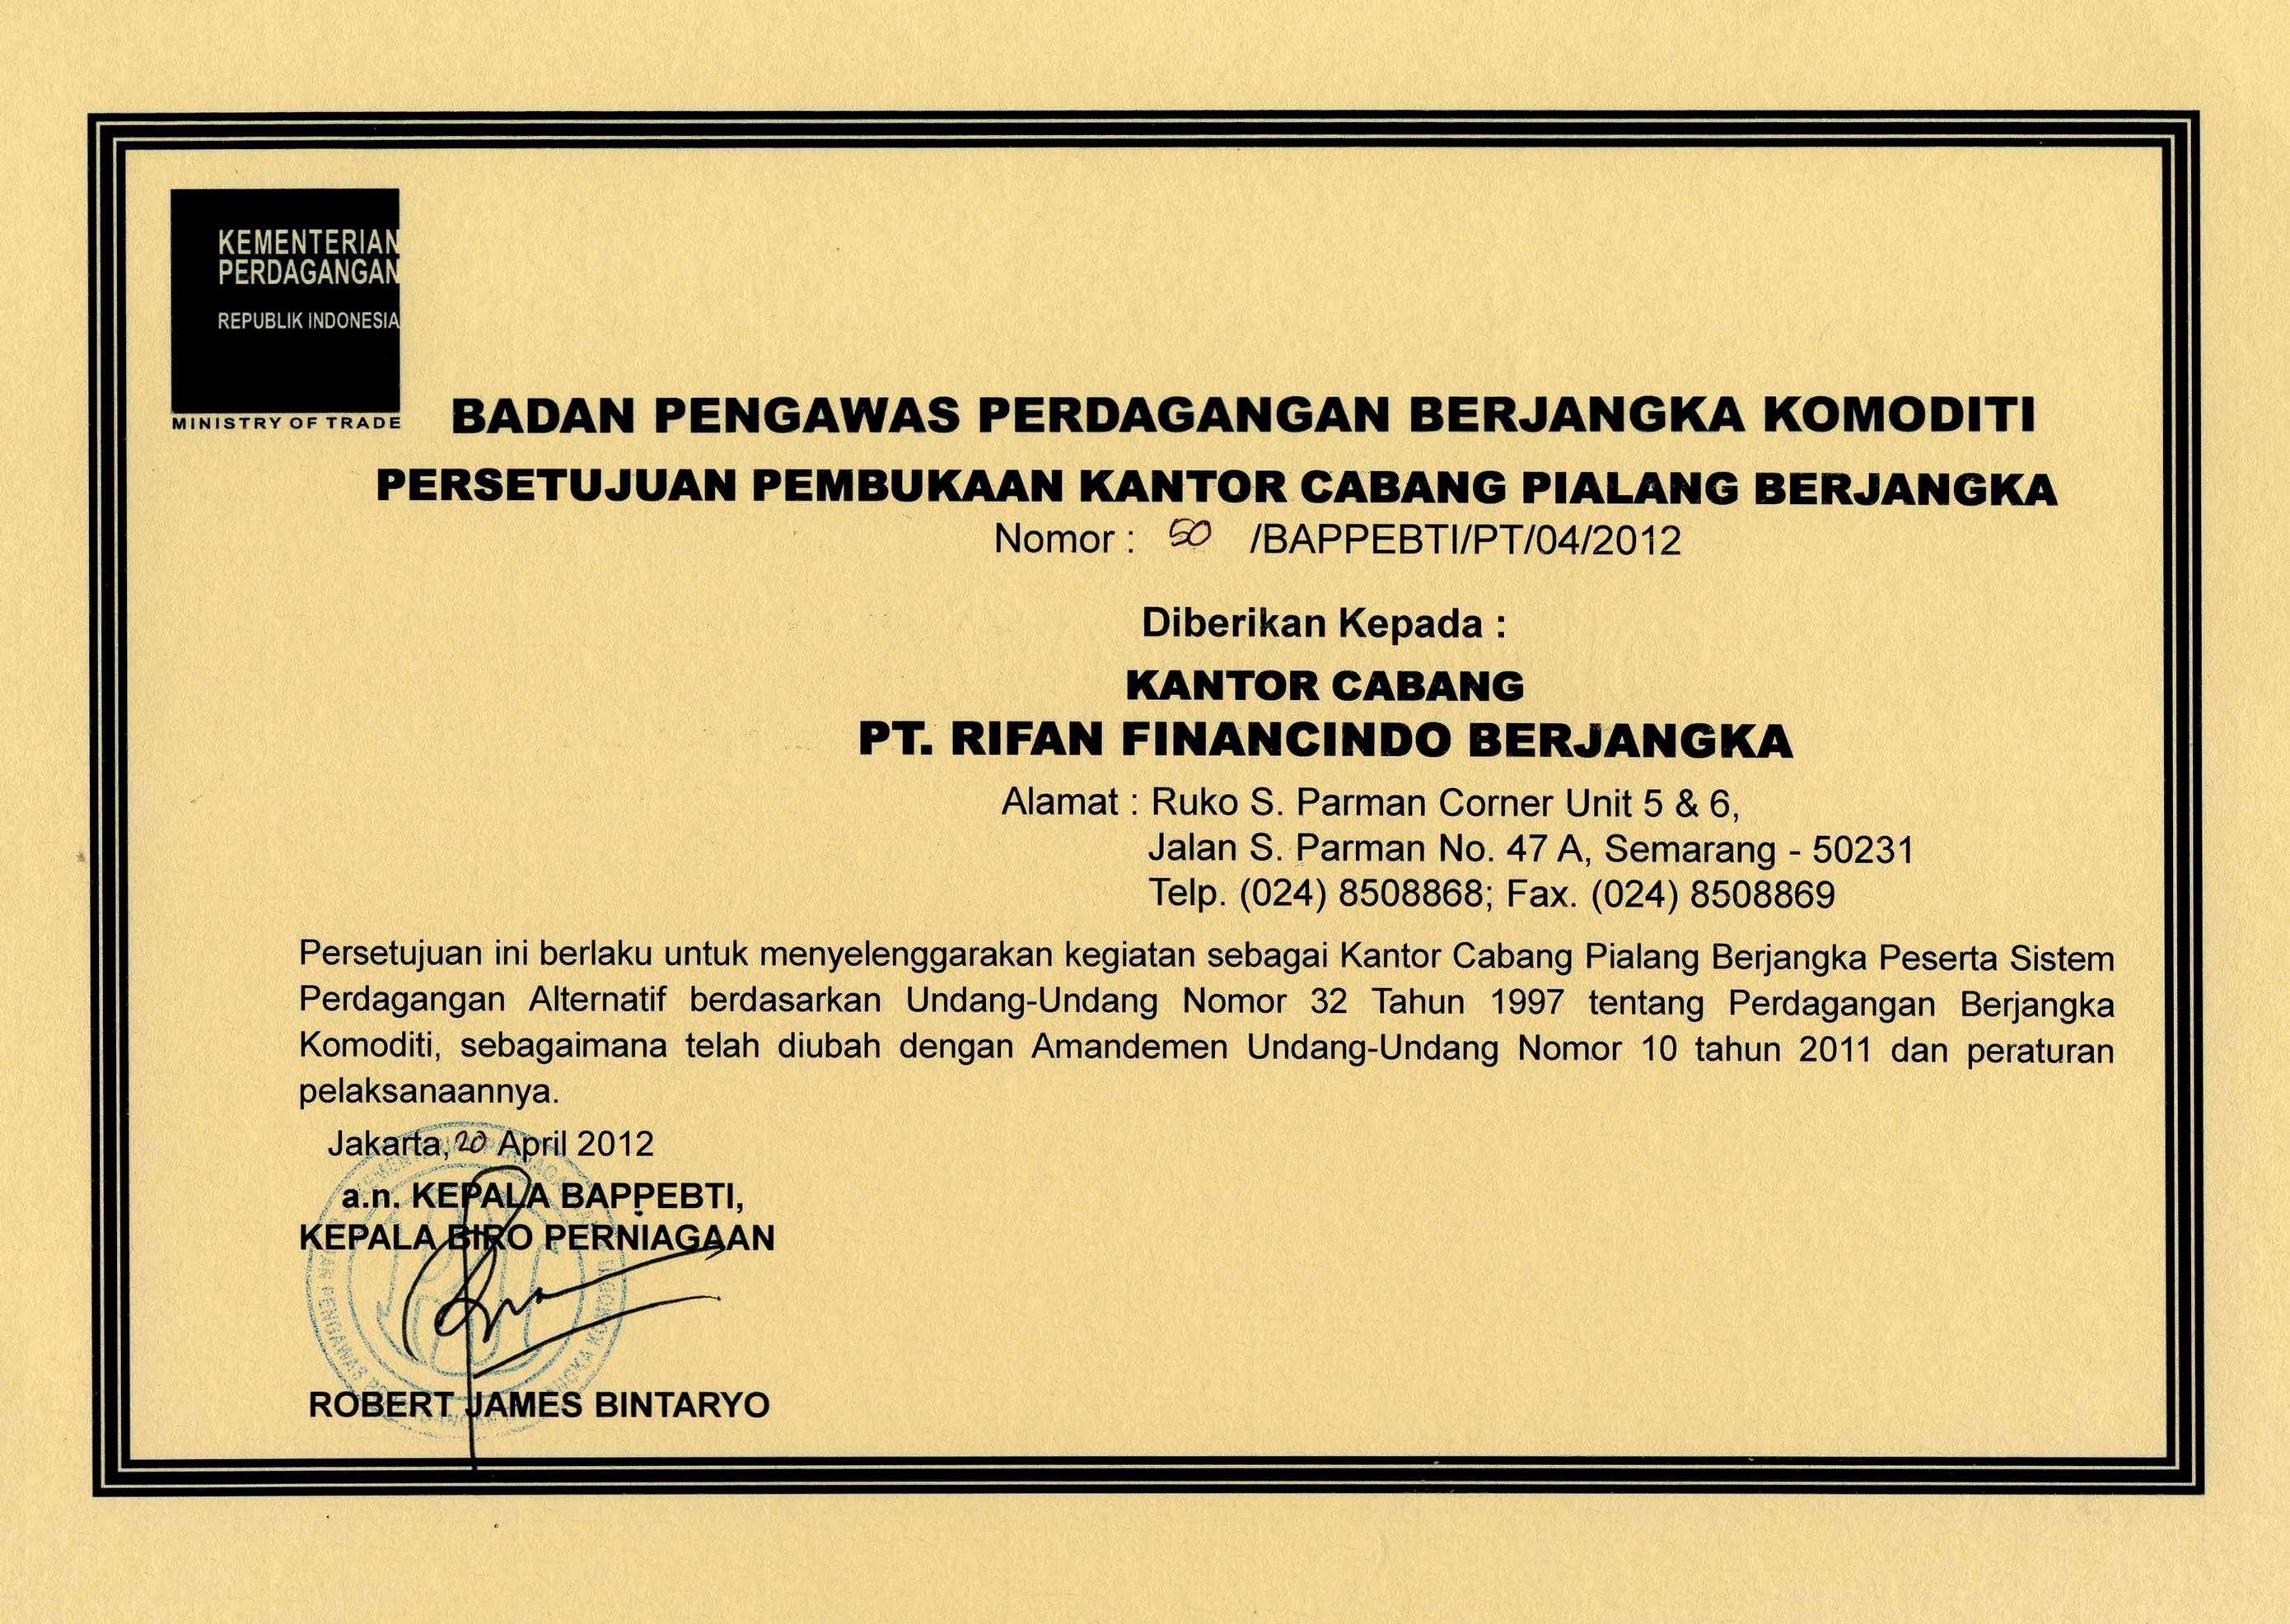 KEMENTERIAN
PERDAGANGAN
REPUBLIK INDONESIA
MINISTRY OF TRADE
BADAN PENGAWAS PERDAGANGAN BERJANGKA KOMODITI
PERSETUJUAN PEMBUKAAN KANTOR CABANG PIALANG BERJANGKA
Nomor : 50 /BAPPEBTI/PT/04/2012
Diberikan Kepada :
KANTOR CABANG
PT. RIFAN FINANCINDO BERJANGKA
Alamat : Ruko S. Parman Corner Unit 5 & 6,
Jalan S. Parman No. 47 A, Semarang - 50231
Telp. (024) 8508868; Fax. (024) 8508869
Persetujuan ini berlaku untuk menyelenggarakan kegiatan sebagai Kantor Cabang Pialang Berjangka Peserta Sistem
Perdagangan Alternatif berdasarkan Undang-Undang Nomor 32 Tahun 1997 tentang Perdagangan Berjangka
Komoditi, sebagaimana telah diubah dengan Amandemen Undang-Undang Nomor 10 tahun 2011 dan peraturan
pelaksanaannya.
Jakarta, 20 April 2012
a.n. KEPALA BAPPEBTI,
KEPALA BIRO PERNIAGAAN
ROBERT JAMES BINTARYO